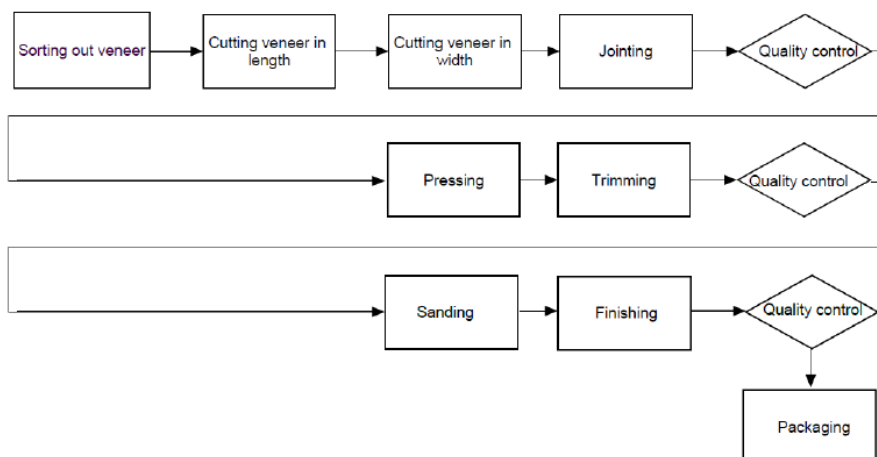 Sorting out veneer
Cutting veneer in
length
Cutting veneer in
width
Jointing
Quality control
Pressing
Trimming
Quality control
Sanding
Finishing
Quality control
Packaging